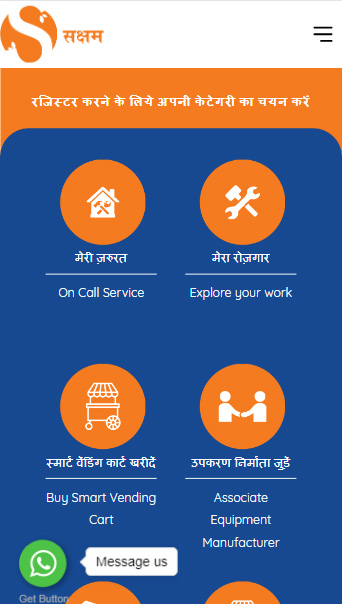 सक्षम
रजिस्टर करने के लिये अपनी केटेगरी का चयन करें
मेरी ज़रुरत
मेरा रोज़गार
On Call Service
Explore your work
स्मार्ट वेंडिंग कार्ट खरीदें
उपकरण निर्माता जुडें
Buy Smart Vending
Cart
Associate
Equipment
Manufacturer
Message us
Get Button